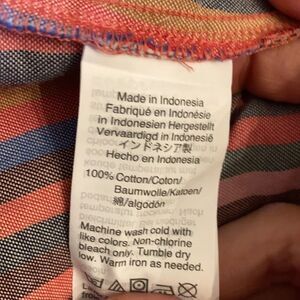 Made in Indonesia
Fabriqué en Indonésie
in Indonesien Hergestellt
Vervaardigd in Indonesië
インドネシア製
Hecho en Indonesia
100% Cotton/Coton/
Baumwolle/Katoen/
綿/algodón
Machine wash cold with
like colors. Non-chlorine
bleach only. Tumble dry
low. Warm iron as needed.